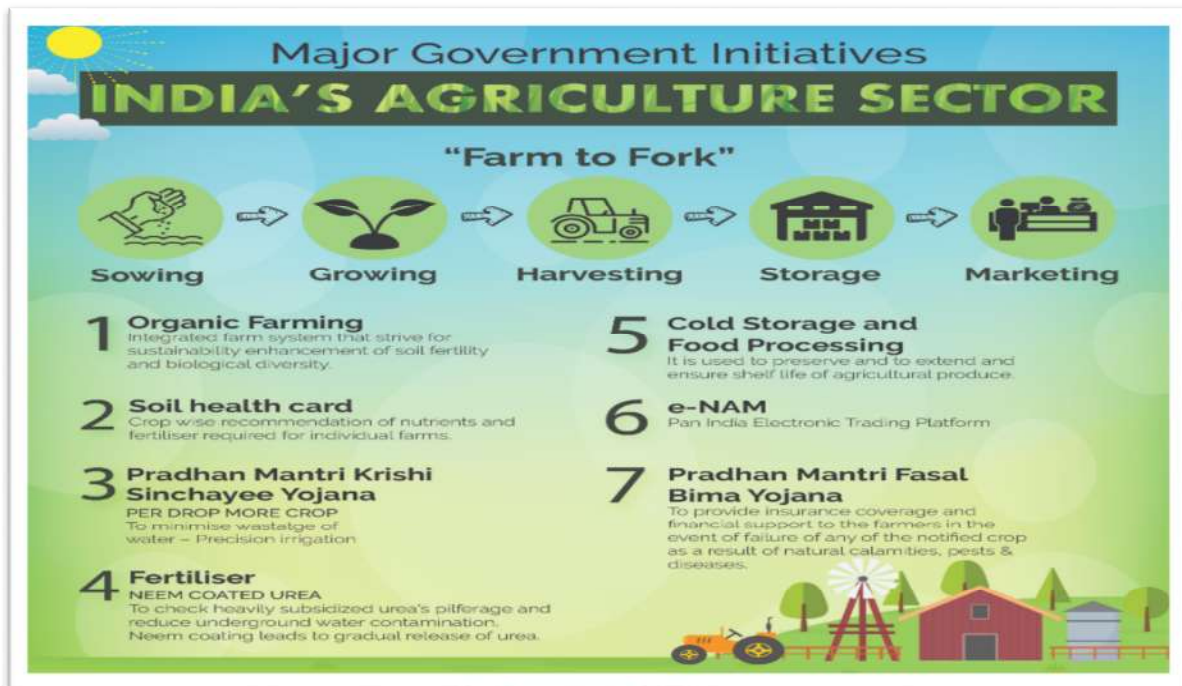 Major Government Initiatives
INDIA'S AGRICULTURE SECTOR
"Farm to Fork"
Sowing
Growing
Harvesting
Storage
Marketing
1 Organic Farming
Integrated farm system that strive for
sustainability enhancement of soil fertility
and biological diversity.
2 Soil health card
Crop wise recommendation of nutrients and
fertiliser required for individual farms.
3 Pradhan Mantri Krishi
Sinchayee Yojana
PER DROP MORE CROP
To minimise wastatge of
water – Precision irrigation
4 Fertiliser
NEEM COATED UREA
To check heavily subsidized urea's pilferage and
reduce underground water contamination.
Neem coating leads to gradual release of urea.
5 Cold Storage and
Food Processing
It is used to preserve and to extend and
ensure shelf life of agricultural produce.
6 e-NAM
Pan India Electronic Trading Platform
7 Pradhan Mantri Fasal
Bima Yojana
To provide insurance coverage and
financial support to the farmers in the
event of failure of any of the notified crop
as a result of natural calamities, pests &
diseases.